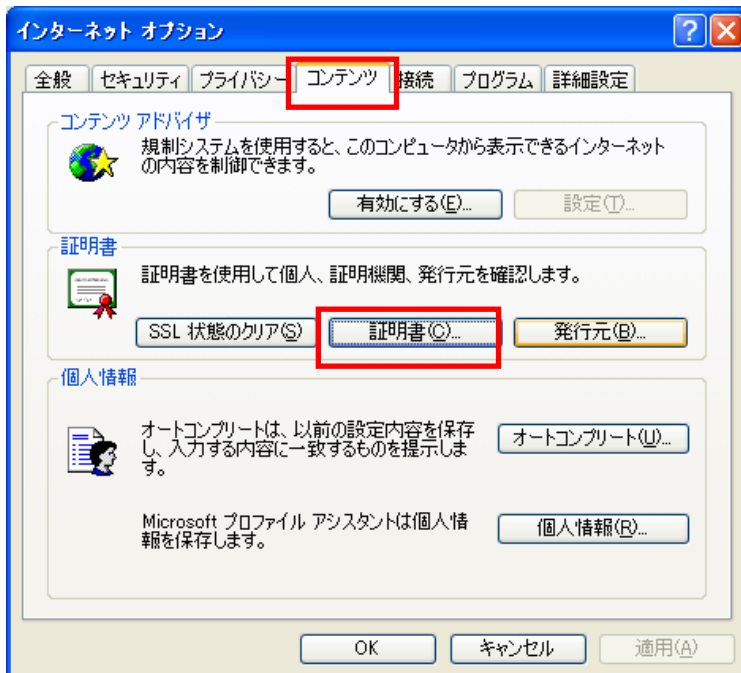 インターネット オプション
全般 セキュリティ プライバシー コンテンツ 接続 プログラム 詳細設定
コンテンツ アドバイザ
規制システムを使用すると、このコンピュータから表示できるインターネット
の内容を制御できます。
有効にする(E)... 設定(T)...
証明書
証明書を使用して個人、証明機関、発行元を確認します。
SSL 状態のクリア(S) 証明書(C)... 発行元(B)...
個人情報
オートコンプリートは、以前の設定内容を保存
し、入力する内容に一致するものを提示しま
す。
オートコンプリート(U)...
Microsoft プロファイル アシスタントは個人情
報を保存します。
個人情報(R)...
OK キャンセル 適用(A)